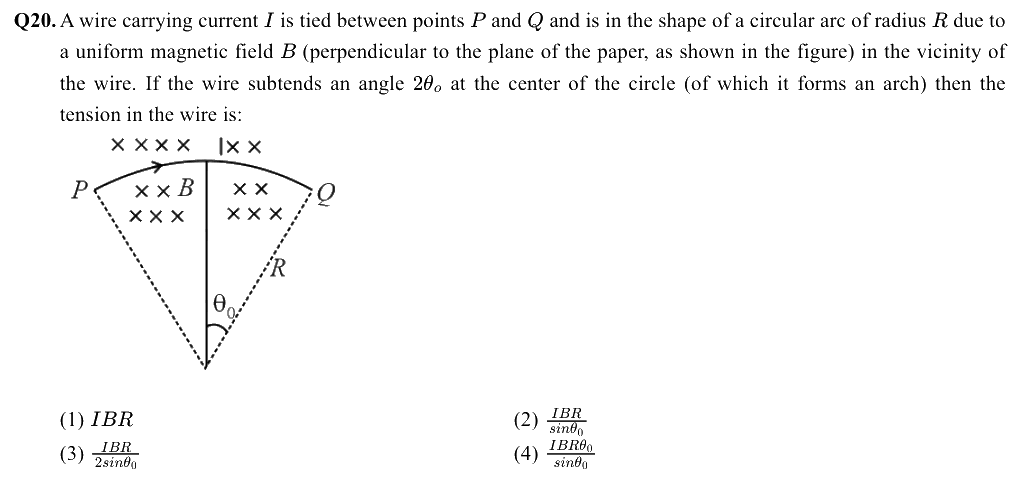 Q20. A wire carrying current I is tied between points P and Q and is in the shape of a circular arc of radius R due to
a uniform magnetic field B (perpendicular to the plane of the paper, as shown in the figure) in the vicinity of
the wire. If the wire subtends an angle 2θₒ at the center of the circle (of which it forms an arch) then the
tension in the wire is:
× × × × I × ×
P × × B × × Q
× × × × × ×
R
θ₀
(1) IBR (2) IBR/sinθ₀
(3) IBR/2sinθ₀ (4) IBRθ₀/sinθ₀